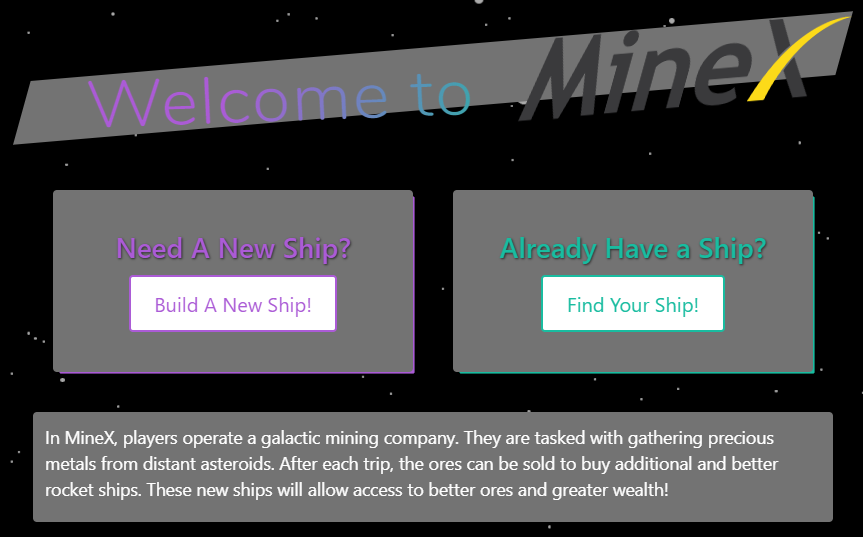 Welcome to MineX
Need A New Ship?
Build A New Ship!
Already Have a Ship?
Find Your Ship!
In MineX, players operate a galactic mining company. They are tasked with gathering precious
metals from distant asteroids. After each trip, the ores can be sold to buy additional and better
rocket ships. These new ships will allow access to better ores and greater wealth!